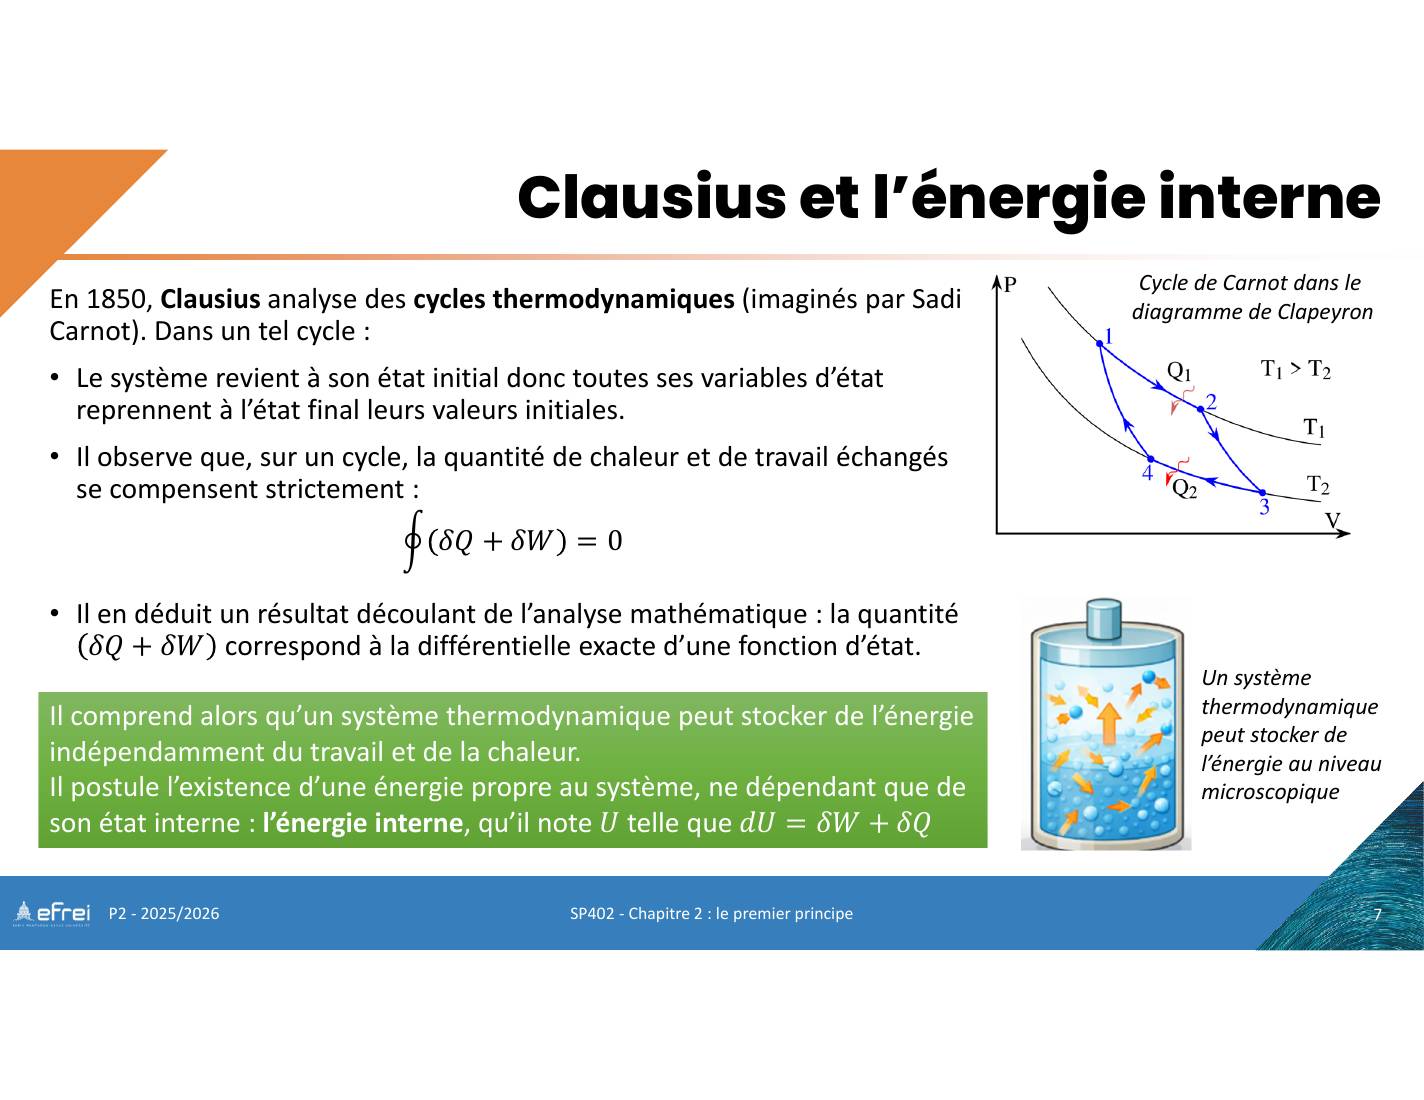 Clausius et l’énergie interne
En 1850, Clausius analyse des cycles thermodynamiques (imaginés par Sadi
Carnot). Dans un tel cycle :
• Le système revient à son état initial donc toutes ses variables d’état
reprennent à l’état final leurs valeurs initiales.
• Il observe que, sur un cycle, la quantité de chaleur et de travail échangés
se compensent strictement :
∮(δQ + δW) = 0
• Il en déduit un résultat découlant de l’analyse mathématique : la quantité
(δQ + δW) correspond à la différentielle exacte d’une fonction d’état.
Il comprend alors qu’un système thermodynamique peut stocker de l’énergie
indépendamment du travail et de la chaleur.
Il postule l’existence d’une énergie propre au système, ne dépendant que de
son état interne : l’énergie interne, qu’il note U telle que dU = δW + δQ
Cycle de Carnot dans le
diagramme de Clapeyron
P
1
Q₁
T₁ > T₂
2
T₁
4
Q₂
T₂
3
V
Un système
thermodynamique
peut stocker de
l’énergie au niveau
microscopique
efrei
P2 - 2025/2026
SP402 - Chapitre 2 : le premier principe
7